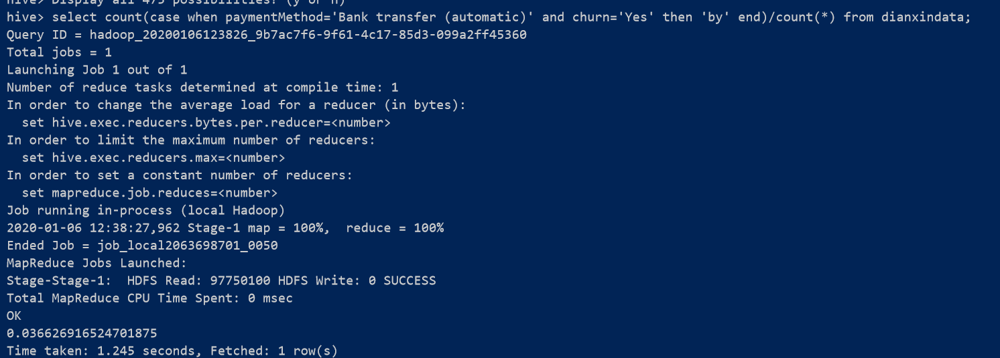 hive> Display all 475 possibilities? (y or n)
hive> select count(case when paymentMethod='Bank transfer (automatic)' and churn='Yes' then 'by' end)/count(*) from dianxindata;
Query ID = hadoop_20200106123826_9b7ac7f6-9f61-4c17-85d3-099a2ff45360
Total jobs = 1
Launching Job 1 out of 1
Number of reduce tasks determined at compile time: 1
In order to change the average load for a reducer (in bytes):
  set hive.exec.reducers.bytes.per.reducer=<number>
In order to limit the maximum number of reducers:
  set hive.exec.reducers.max=<number>
In order to set a constant number of reducers:
  set mapreduce.job.reduces=<number>
Job running in-process (local Hadoop)
2020-01-06 12:38:27,962 Stage-1 map = 100%,  reduce = 100%
Ended Job = job_local2063698701_0050
MapReduce Jobs Launched:
Stage-Stage-1:  HDFS Read: 97750100 HDFS Write: 0 SUCCESS
Total MapReduce CPU Time Spent: 0 msec
OK
0.036626916524701875
Time taken: 1.245 seconds, Fetched: 1 row(s)